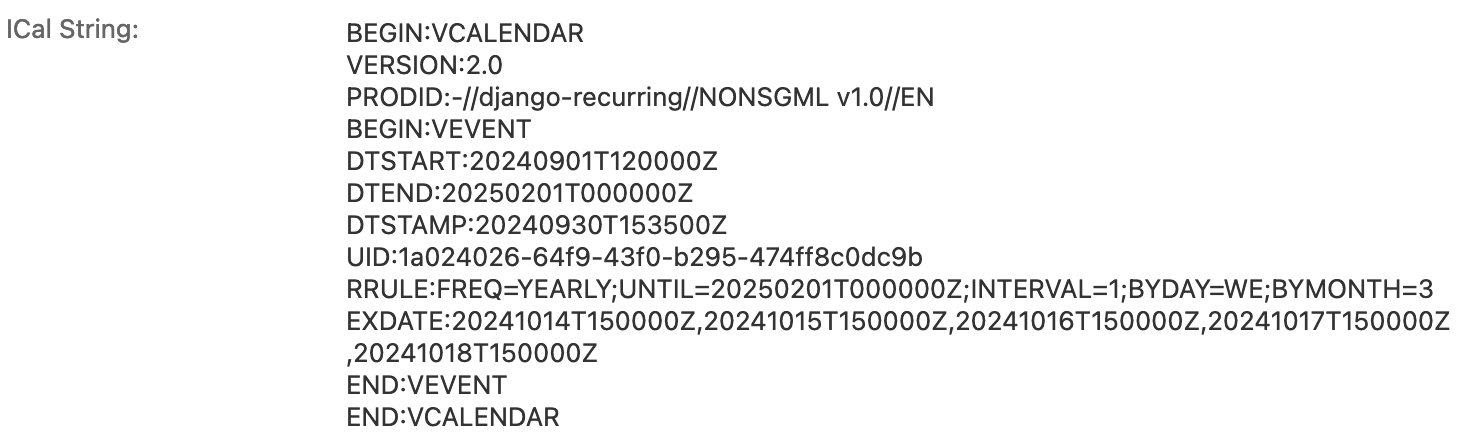 ICal String:
BEGIN:VCALENDAR
VERSION:2.0
PRODID:-//django-recurring//NONSGML v1.0//EN
BEGIN:VEVENT
DTSTART:20240901T120000Z
DTEND:20250201T000000Z
DTSTAMP:20240930T153500Z
UID:1a024026-64f9-43f0-b295-474ff8c0dc9b
RRULE:FREQ=YEARLY;UNTIL=20250201T000000Z;INTERVAL=1;BYDAY=WE;BYMONTH=3
EXDATE:20241014T150000Z,20241015T150000Z,20241016T150000Z,20241017T150000Z
,20241018T150000Z
END:VEVENT
END:VCALENDAR